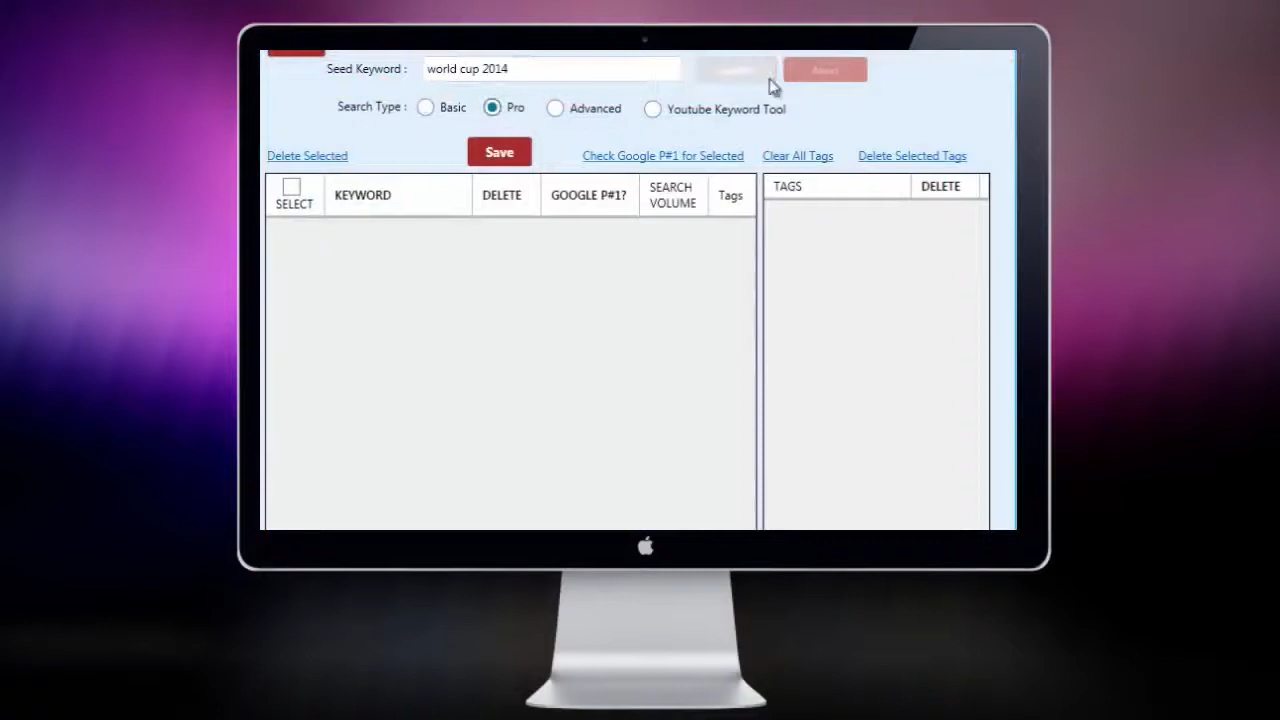 Seed Keyword : world cup 2014
Search Type : Basic Pro Advanced Youtube Keyword Tool
Delete Selected Save Check Google P#1 for Selected Clear All Tags Delete Selected Tags
SELECT KEYWORD DELETE GOOGLE P#1? SEARCH VOLUME Tags TAGS DELETE